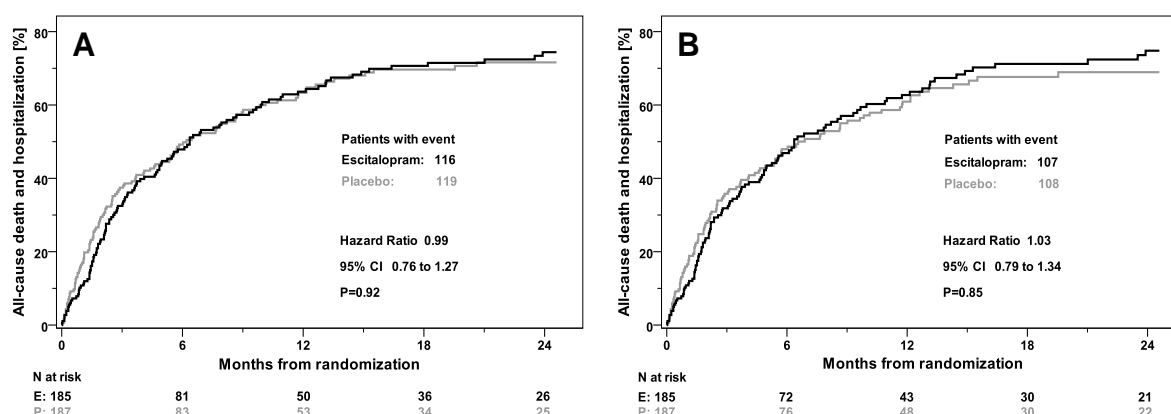 A
All-cause death and hospitalization [%]
80
60
40
20
0
Patients with event
Escitalopram: 116
Placebo: 119
Hazard Ratio 0.99
95% CI 0.76 to 1.27
P=0.92
0 6 12 18 24
Months from randomization
N at risk
E: 185 81 50 36 26
P: 187 83 53 34 25
B
All-cause death and hospitalization [%]
80
60
40
20
0
Patients with event
Escitalopram: 107
Placebo: 108
Hazard Ratio 1.03
95% CI 0.79 to 1.34
P=0.85
0 6 12 18 24
Months from randomization
N at risk
E: 185 72 43 30 21
P: 187 76 48 30 22